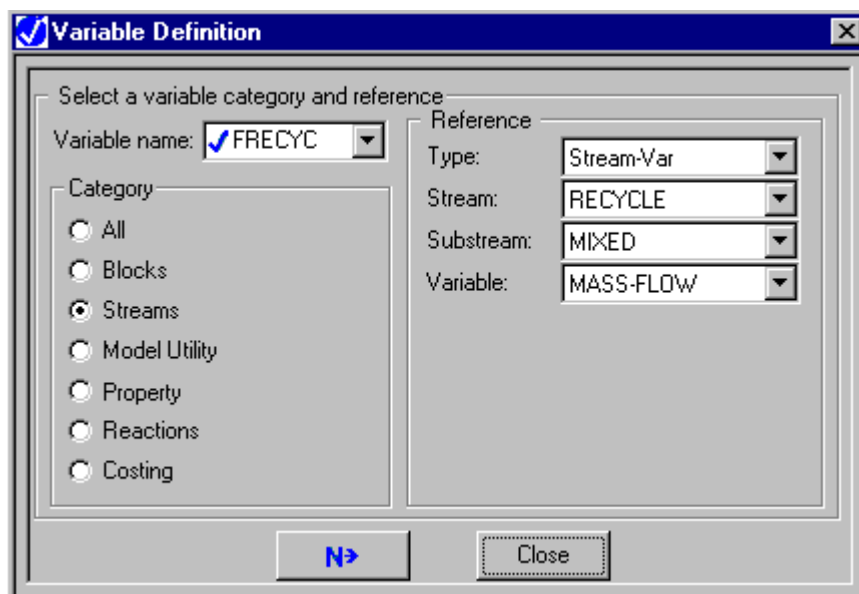 Variable Definition
Select a variable category and reference
Variable name: FRECYC
Category
All
Blocks
Streams
Model Utility
Property
Reactions
Costing
Reference
Type: Stream-Var
Stream: RECYCLE
Substream: MIXED
Variable: MASS-FLOW
N
Close